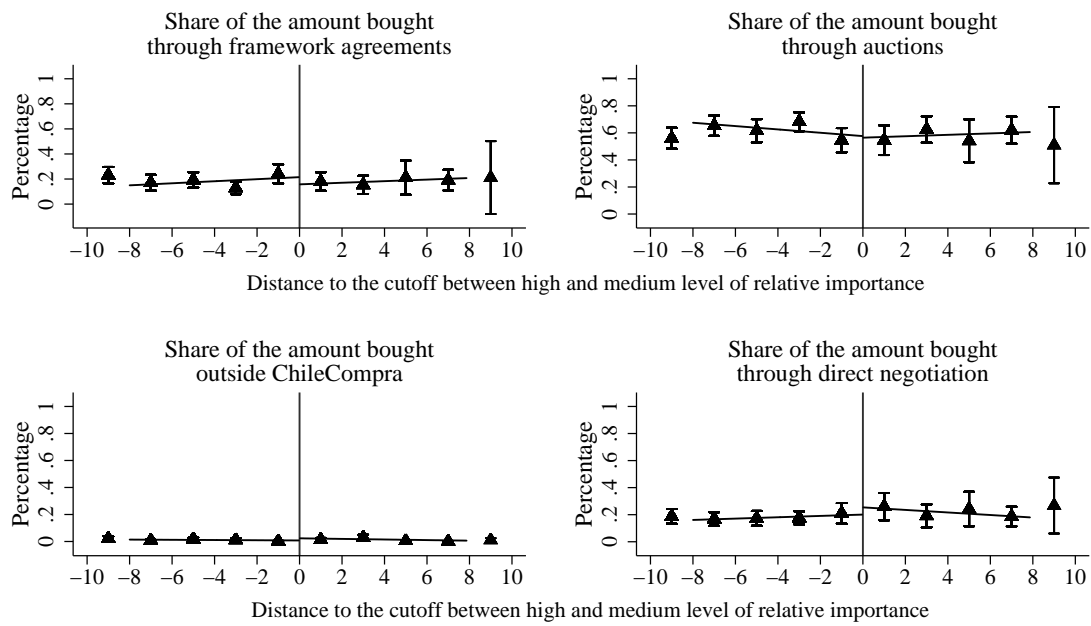 Share of the amount bought
through framework agreements
Percentage
0 .2 .4 .6 .8 1
−10 −8 −6 −4 −2 0 2 4 6 8 10
Share of the amount bought
through auctions
Percentage
0 .2 .4 .6 .8 1
−10 −8 −6 −4 −2 0 2 4 6 8 10
Distance to the cutoff between high and medium level of relative importance
Share of the amount bought
outside ChileCompra
Percentage
0 .2 .4 .6 .8 1
−10 −8 −6 −4 −2 0 2 4 6 8 10
Share of the amount bought
through direct negotiation
Percentage
0 .2 .4 .6 .8 1
−10 −8 −6 −4 −2 0 2 4 6 8 10
Distance to the cutoff between high and medium level of relative importance